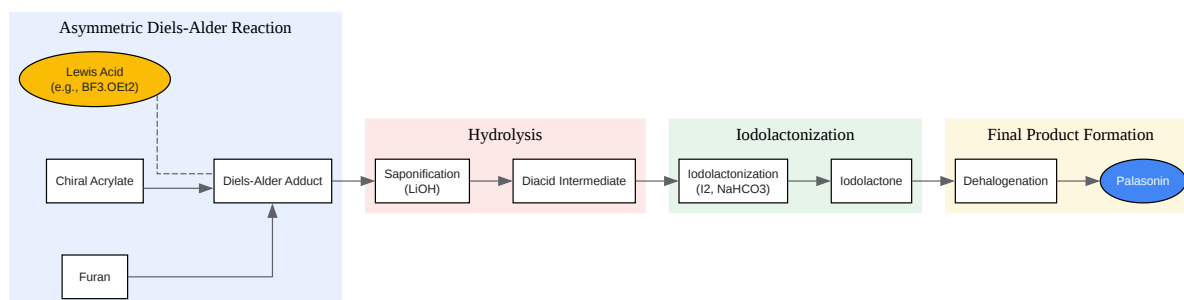 Asymmetric Diels-Alder Reaction
Lewis Acid
(e.g., BF3.OEt2)
Chiral Acrylate
Diels-Alder Adduct
Furan
Hydrolysis
Saponification
(LiOH)
Diacid Intermediate
Iodolactonization
Iodolactonization
(I2, NaHCO3)
Iodolactone
Final Product Formation
Dehalogenation
Palasonin